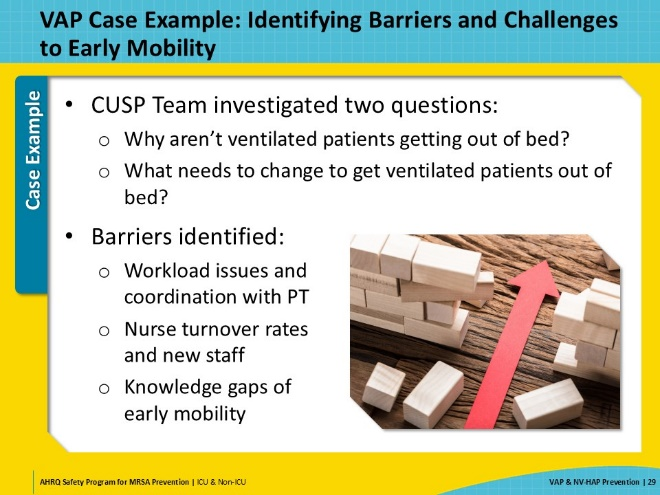 VAP Case Example: Identifying Barriers and Challenges
to Early Mobility
Case Example
• CUSP Team investigated two questions:
o Why aren’t ventilated patients getting out of bed?
o What needs to change to get ventilated patients out of
bed?
• Barriers identified:
o Workload issues and
coordination with PT
o Nurse turnover rates
and new staff
o Knowledge gaps of
early mobility
AHRQ Safety Program for MRSA Prevention | ICU & Non-ICU
VAP & NV-HAP Prevention | 29